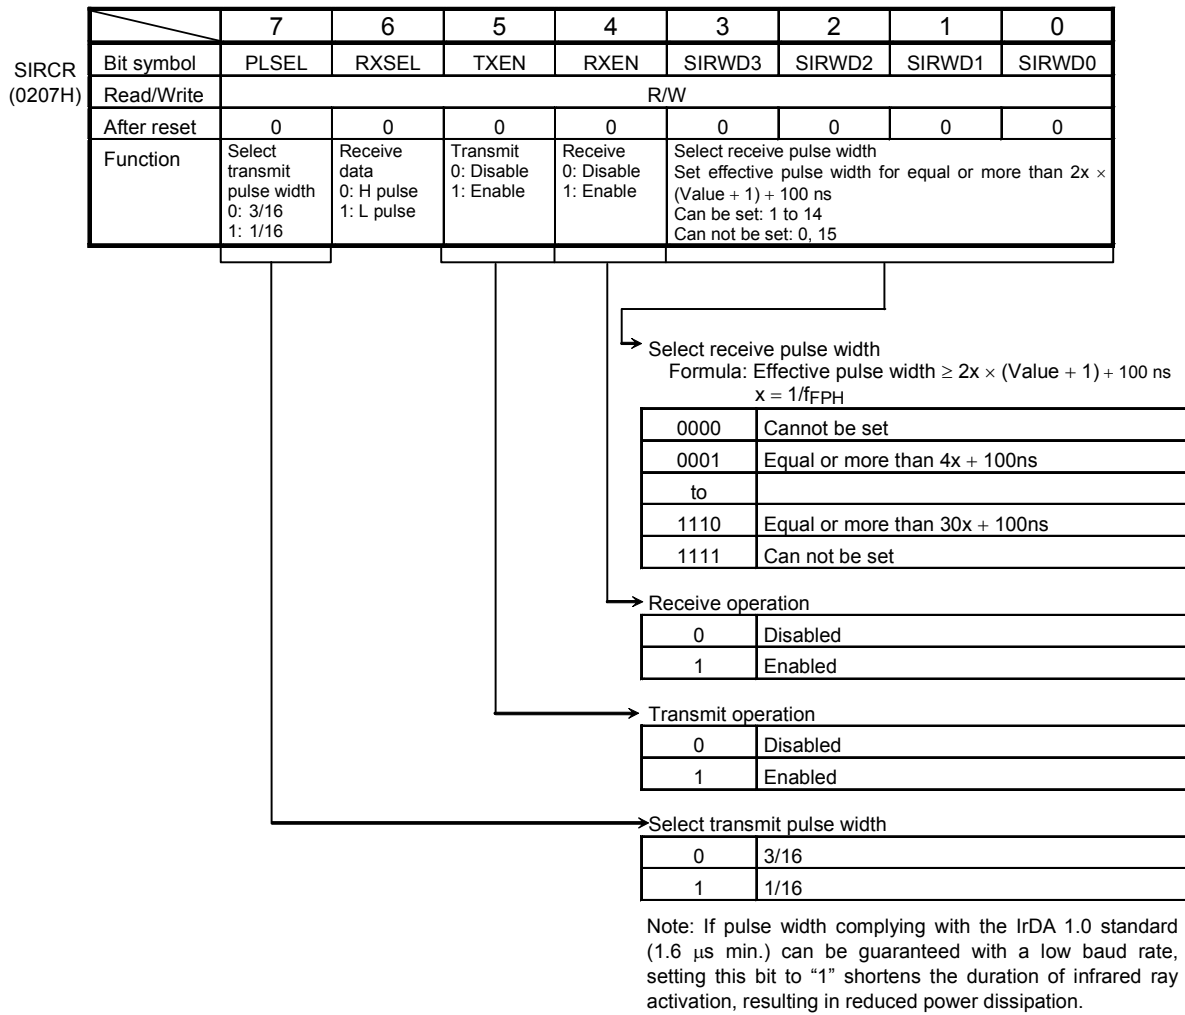 7 6 5 4 3 2 1 0
SIRCR
(0207H)
Bit symbol PLSEL RXSEL TXEN RXEN SIRWD3 SIRWD2 SIRWD1 SIRWD0
Read/Write R/W
After reset 0 0 0 0 0 0 0 0
Function
Select
transmit
pulse width
0: 3/16
1: 1/16
Receive
data
0: H pulse
1: L pulse
Transmit
0: Disable
1: Enable
Receive
0: Disable
1: Enable
Select receive pulse width
Set effective pulse width for equal or more than 2x ×
(Value + 1) + 100 ns
Can be set: 1 to 14
Can not be set: 0, 15
Select receive pulse width
Formula: Effective pulse width ≥ 2x × (Value + 1) + 100 ns
x = 1/fFPH
0000 Cannot be set
0001 Equal or more than 4x + 100ns
to
1110 Equal or more than 30x + 100ns
1111 Can not be set
Receive operation
0 Disabled
1 Enabled
Transmit operation
0 Disabled
1 Enabled
Select transmit pulse width
0 3/16
1 1/16
Note: If pulse width complying with the IrDA 1.0 standard
(1.6 μs min.) can be guaranteed with a low baud rate,
setting this bit to “1” shortens the duration of infrared ray
activation, resulting in reduced power dissipation.